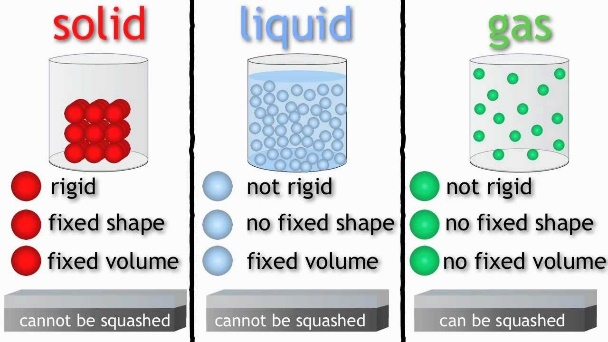 solid
rigid
fixed shape
fixed volume
cannot be squashed
liquid
not rigid
no fixed shape
fixed volume
cannot be squashed
gas
not rigid
no fixed shape
no fixed volume
can be squashed